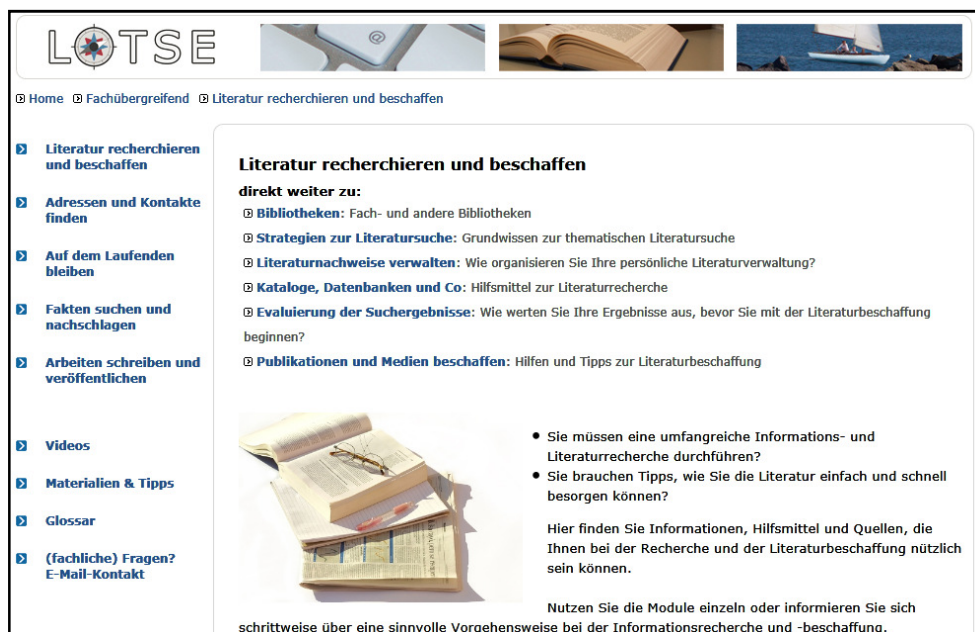 LOTSE
@
Home Fachübergreifend Literatur recherchieren und beschaffen
Literatur recherchieren
und beschaffen
Adressen und Kontakte
finden
Auf dem Laufenden
bleiben
Fakten suchen und
nachschlagen
Arbeiten schreiben und
veröffentlichen
Videos
Materialien & Tipps
Glossar
(fachliche) Fragen?
E-Mail-Kontakt
Literatur recherchieren und beschaffen
direkt weiter zu:
Bibliotheken: Fach- und andere Bibliotheken
Strategien zur Literatursuche: Grundwissen zur thematischen Literatursuche
Literaturnachweise verwalten: Wie organisieren Sie Ihre persönliche Literaturverwaltung?
Kataloge, Datenbanken und Co: Hilfsmittel zur Literaturrecherche
Evaluierung der Suchergebnisse: Wie werten Sie Ihre Ergebnisse aus, bevor Sie mit der Literaturbeschaffung
beginnen?
Publikationen und Medien beschaffen: Hilfen und Tipps zur Literaturbeschaffung
• Sie müssen eine umfangreiche Informations- und
Literaturrecherche durchführen?
• Sie brauchen Tipps, wie Sie die Literatur einfach und schnell
besorgen können?
Hier finden Sie Informationen, Hilfsmittel und Quellen, die
Ihnen bei der Recherche und der Literaturbeschaffung nützlich
sein können.
Nutzen Sie die Module einzeln oder informieren Sie sich
schrittweise über eine sinnvolle Vorgehensweise bei der Informationsrecherche und -beschaffung.